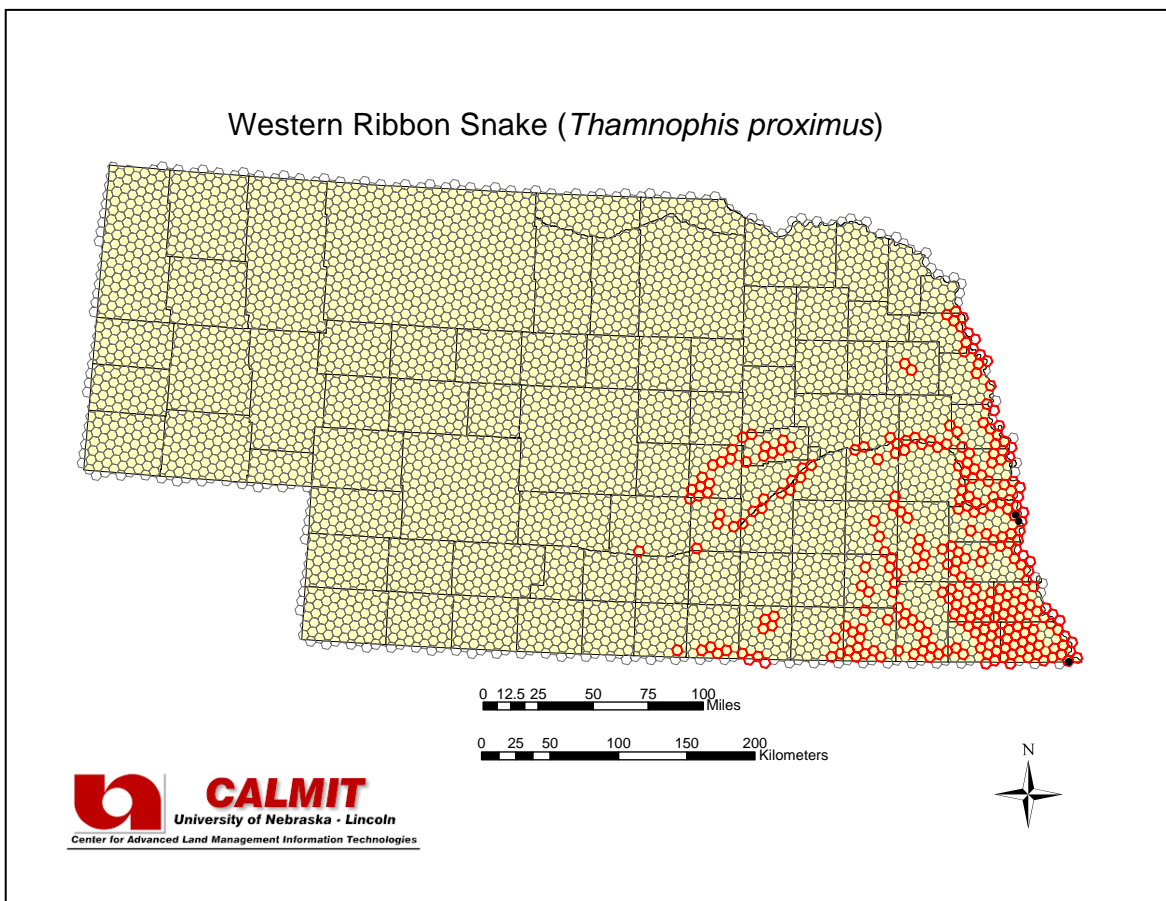 Western Ribbon Snake (Thamnophis proximus)
0 12.5 25 50 75 100
Miles
0 25 50 100 150 200
Kilometers
N
CALMIT
University of Nebraska - Lincoln
Center for Advanced Land Management Information Technologies